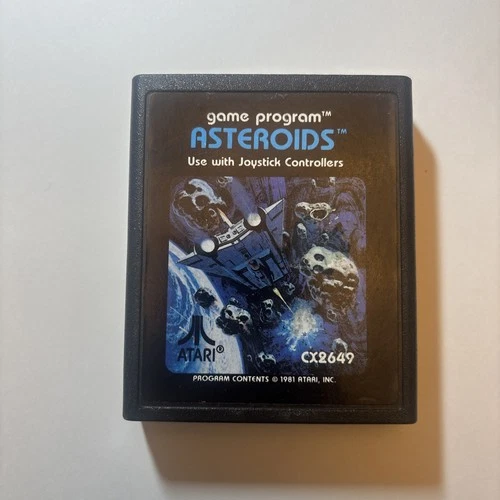 game program™
ASTEROIDS™
Use with Joystick Controllers
ATARI®
CX2649
PROGRAM CONTENTS © 1981 ATARI, INC.